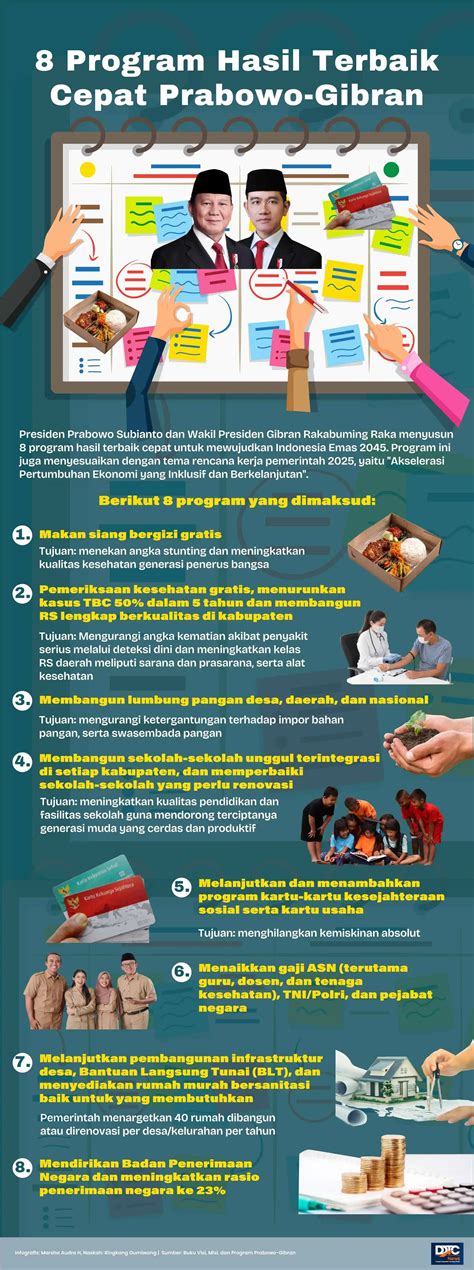 8 Program Hasil Terbaik
Cepat Prabowo-Gibran
Presiden Prabowo Subianto dan Wakil Presiden Gibran Rakabuming Raka menyusun
8 program hasil terbaik cepat untuk mewujudkan Indonesia Emas 2045. Program ini
juga menyesuaikan dengan tema rencana kerja pemerintah 2025, yaitu "Akselerasi
Pertumbuhan Ekonomi yang Inklusif dan Berkelanjutan".
Berikut 8 program yang dimaksud:
1. Makan siang bergizi gratis
Tujuan: menekan angka stunting dan meningkatkan
kualitas kesehatan generasi penerus bangsa
2. Pemeriksaan kesehatan gratis, menurunkan
kasus TBC 50% dalam 5 tahun dan membangun
RS lengkap berkualitas di kabupaten
Tujuan: Mengurangi angka kematian akibat penyakit
serius melalui deteksi dini dan meningkatkan kelas
RS daerah meliputi sarana dan prasarana, serta alat
kesehatan
3. Membangun lumbung pangan desa, daerah, dan nasional
Tujuan: mengurangi ketergantungan terhadap impor bahan
pangan, serta swasembada pangan
4. Membangun sekolah-sekolah unggul terintegrasi
di setiap kabupaten, dan memperbaiki
sekolah-sekolah yang perlu renovasi
Tujuan: meningkatkan kualitas pendidikan dan
fasilitas sekolah guna mendorong terciptanya
generasi muda yang cerdas dan produktif
Kartu Keluarga Sejahtera
5. Melanjutkan dan menambahkan
program kartu-kartu kesejahteraan
sosial serta kartu usaha
Tujuan: menghilangkan kemiskinan absolut
6. Menaikkan gaji ASN (terutama
guru, dosen, dan tenaga
kesehatan), TNI/Polri, dan pejabat
negara
7. Melanjutkan pembangunan infrastruktur
desa, Bantuan Langsung Tunai (BLT), dan
menyediakan rumah murah bersanitasi
baik untuk yang membutuhkan
Pemerintah menargetkan 40 rumah dibangun
atau direnovasi per desa/kelurahan per tahun
8. Mendirikan Badan Penerimaan
Negara dan meningkatkan rasio
penerimaan negara ke 23%
Infografis: Marsha Audra H, Naskah: Kingkong Gumiwang | Sumber: Buku Visi, Misi, dan Program Prabowo-Gibran
DDTC
News